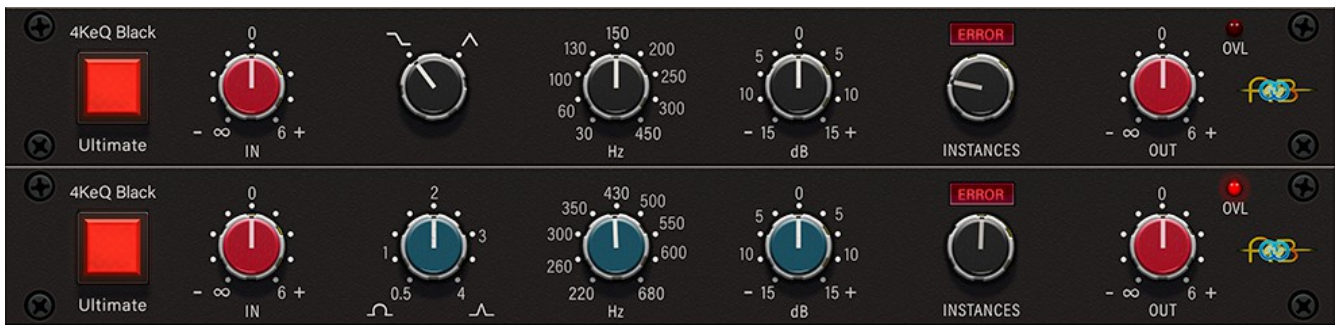 4KeQ Black
0
- ∞ 6 +
IN
Ultimate
130 150 200
100 250
60 300
30 450
Hz
0
5 5
10 10
- 15 15 +
dB
ERROR
INSTANCES
0
- ∞ 6 +
OUT
OVL
4KeQ Black
0
- ∞ 6 +
IN
Ultimate
2
1 3
0.5 4
350 430 500
300 550
260 600
220 680
Hz
0
5 5
10 10
- 15 15 +
dB
ERROR
INSTANCES
0
- ∞ 6 +
OUT
OVL